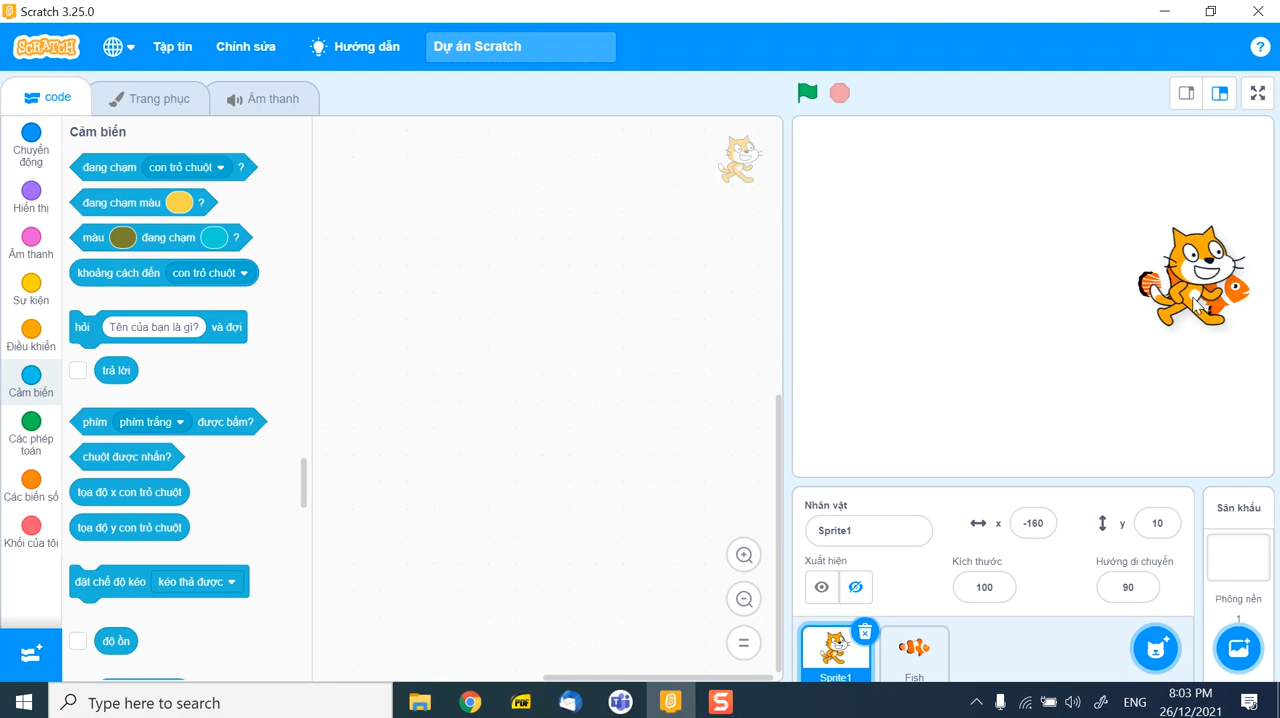 Scratch 3.25.0
SCRATCH
Tập tin
Chỉnh sửa
Hướng dẫn
Dự án Scratch
?
code
Trang phục
Âm thanh
Chuyển động
Hiển thị
Âm thanh
Sự kiện
Điều khiển
Cảm biến
Các phép toán
Các biến số
Khối của tôi
Cảm biến
đang chạm con trỏ chuột ?
đang chạm màu ?
màu đang chạm ?
khoảng cách đến con trỏ chuột
hỏi Tên của bạn là gì? và đợi
trả lời
phím phím trắng được bấm?
chuột được nhấn?
tọa độ x con trỏ chuột
tọa độ y con trỏ chuột
đặt chế độ kéo kéo thả được
độ ồn
Nhân vật
Sprite1
x -160
y 10
Xuất hiện
Kích thước
100
Hướng di chuyển
90
Sprite1
Fish
Sân khấu
Phông nền
1
Type here to search
PDF
S
ENG
8:03 PM
26/12/2021